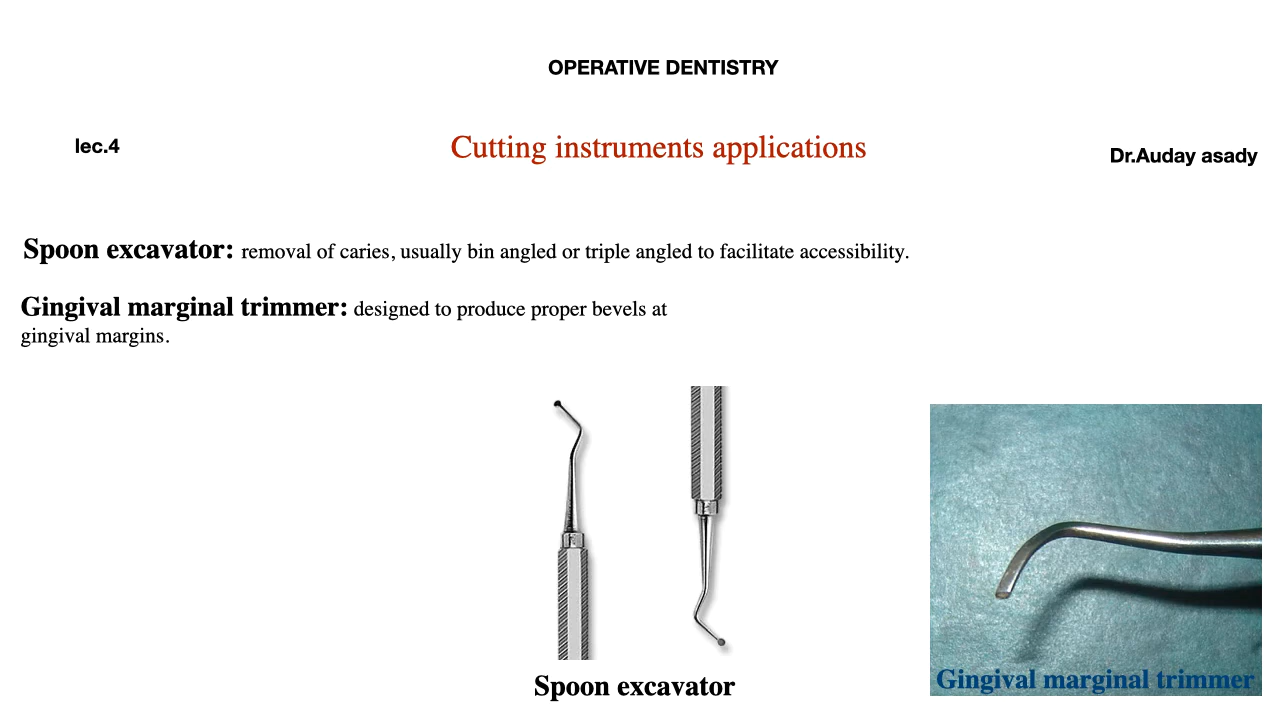 OPERATIVE DENTISTRY
lec.4
Cutting instruments applications
Dr.Auday asady
Spoon excavator: removal of caries, usually bin angled or triple angled to facilitate accessibility.
Gingival marginal trimmer: designed to produce proper bevels at
gingival margins.
Spoon excavator
Gingival marginal trimmer